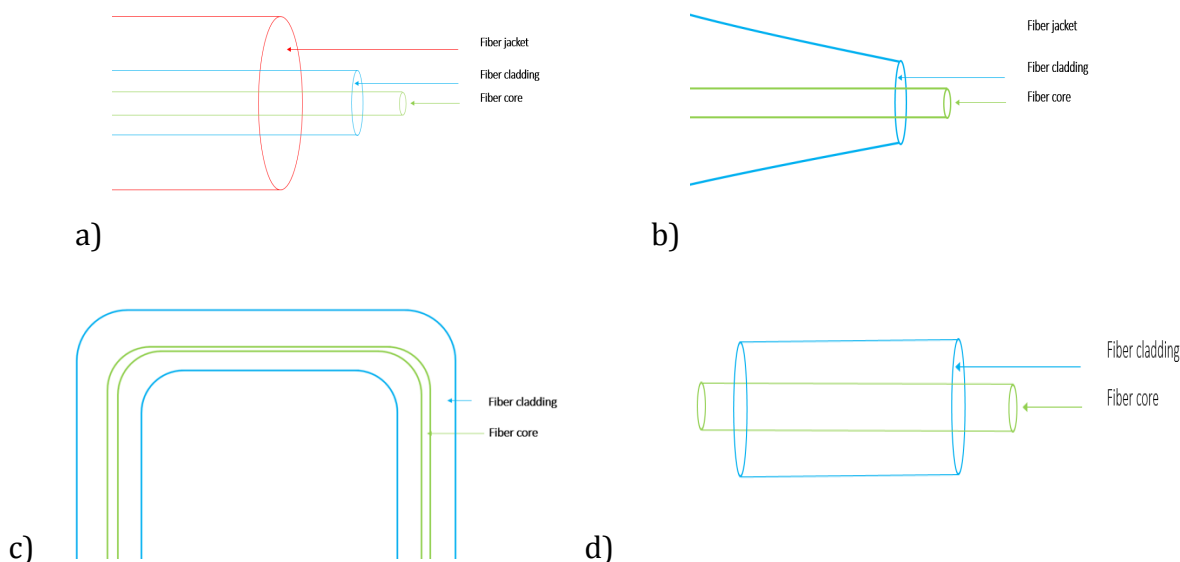 Fiber jacket
Fiber cladding
Fiber core
a)
Fiber jacket
Fiber cladding
Fiber core
b)
Fiber cladding
Fiber core
c)
Fiber cladding
Fiber core
d)